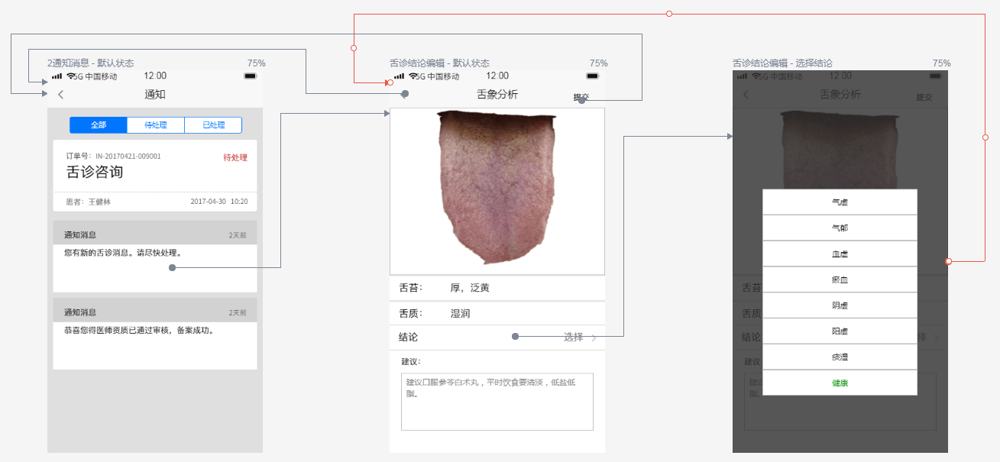 2通知消息 - 默认状态
75%
5G 中国移动
12:00
通知
全部
待处理
已处理
订单号：IN-20170421-009001
待处理
舌诊咨询
患者：王健林
2017-04-30 10:20
通知消息
2天前
您有新的舌诊消息。请尽快处理。
通知消息
2天前
恭喜您得医师资质已通过审核，备案成功。
舌诊结论编辑 - 默认状态
75%
5G 中国移动
12:00
舌象分析
提交
舌苔：
厚，泛黄
舌质：
湿润
结论
选择
建议：
建议口服参苓白术丸，平时饮食要清淡，低盐低
脂。
舌诊结论编辑 - 选择结论
75%
5G 中国移动
12:00
舌象分析
提交
气虚
气郁
血虚
瘀血
阴虚
阳虚
痰湿
健康
舌苔
舌质
结论
择
建议
建议
脂。